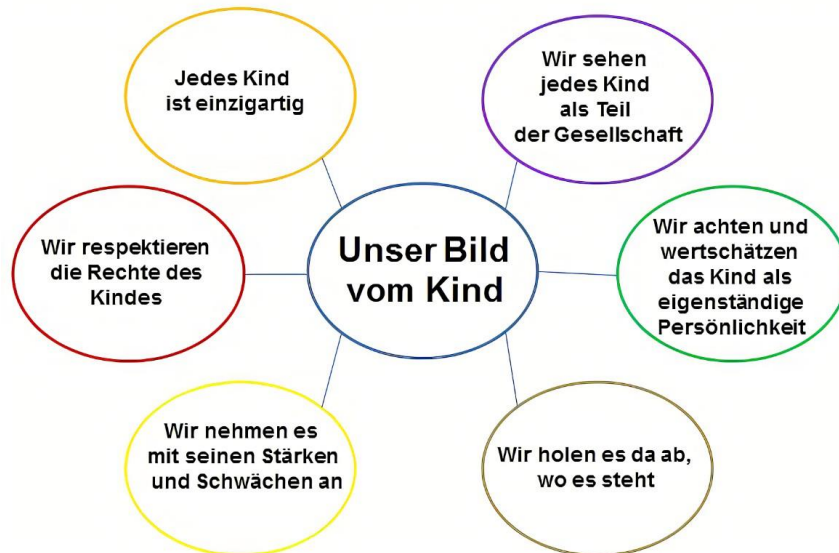 Jedes Kind
ist einzigartig
Wir sehen
jedes Kind
als Teil
der Gesellschaft
Wir respektieren
die Rechte des
Kindes
Unser Bild
vom Kind
Wir achten und
wertschätzen
das Kind als
eigenständige
Persönlichkeit
Wir nehmen es
mit seinen Stärken
und Schwächen an
Wir holen es da ab,
wo es steht